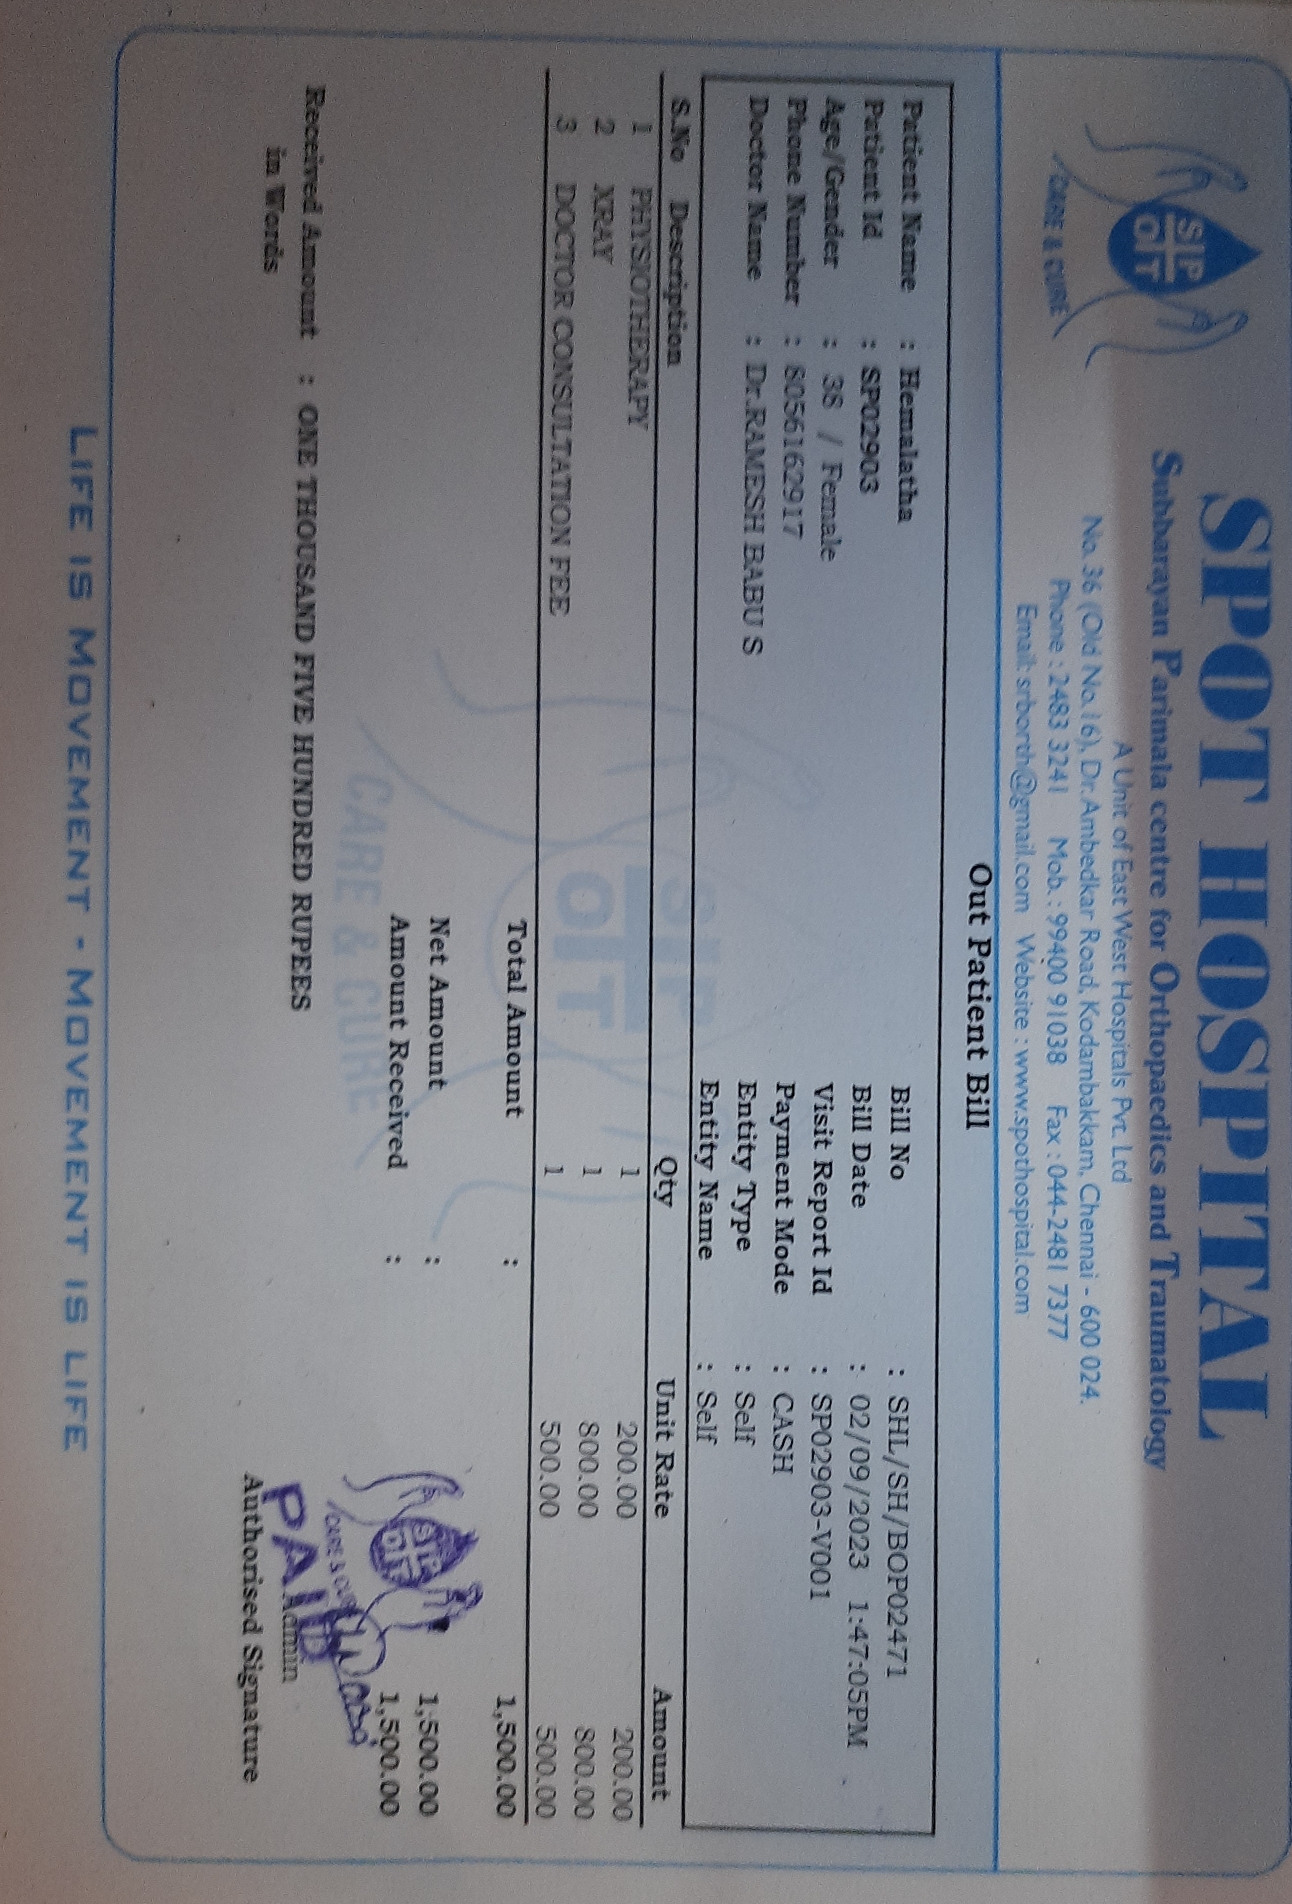 SPOT HOSPITAL
SP
OT
CARE & CURE
Subbarayan Parimala centre for Orthopaedics and Traumatology
A Unit of East West Hospitals Pvt. Ltd
No. 36 (Old No.16), Dr. Ambedkar Road, Kodambakkam, Chennai - 600 024.
Phone : 2483 3241 Mob. : 99400 91038 Fax : 044-2481 7377
Email: srborth@gmail.com Website : www.spothospital.com
Out Patient Bill
Patient Name : Hemalatha Bill No : SHL/SH/BOP02471
Patient Id : SP02903 Bill Date : 02/09/2023 1:47:05PM
Age/Gender : 38 / Female Visit Report Id : SP02903-V001
Phone Number : 8056162917 Payment Mode : CASH
Doctor Name : Dr.RAMESH BABU S Entity Type : Self
Entity Name : Self
S.No Description Qty Unit Rate Amount
1 PHYSIOTHERAPY 1 200.00 200.00
2 XRAY 1 800.00 800.00
3 DOCTOR CONSULTATION FEE 1 500.00 500.00
SP
OT
CARE & CURE
Total Amount : 1,500.00
Net Amount : 1,500.00
Amount Received : 1,500.00
SP
OT
CARE & CURE
PAID
Received Amount : ONE THOUSAND FIVE HUNDRED RUPEES
in Words
Admin
Authorised Signature
LIFE IS MOVEMENT - MOVEMENT IS LIFE